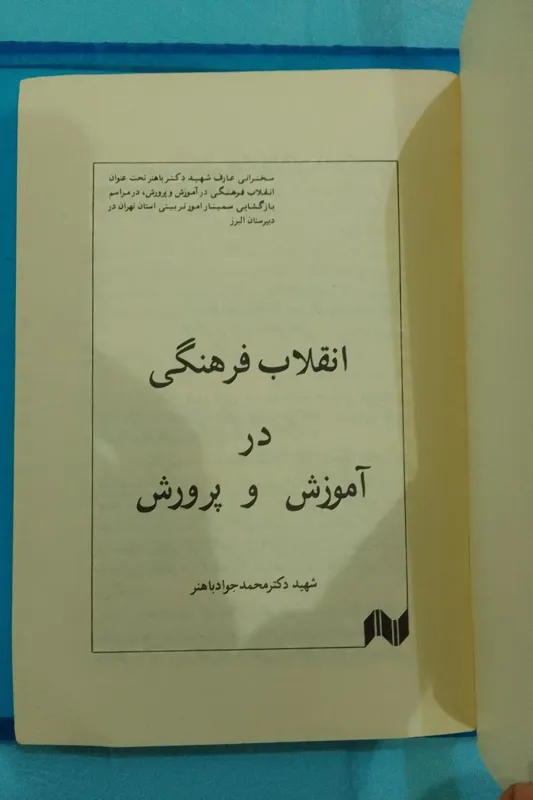 سخنرانی عارف شهید دکتر باهنر تحت عنوان
انقلاب فرهنگی در آموزش و پرورش، در مراسم
بازگشایی سمینار امور تربیتی استان تهران در
دبیرستان البرز
انقلاب فرهنگی
در
آموزش و پرورش
شهید دکتر محمد جواد باهنر